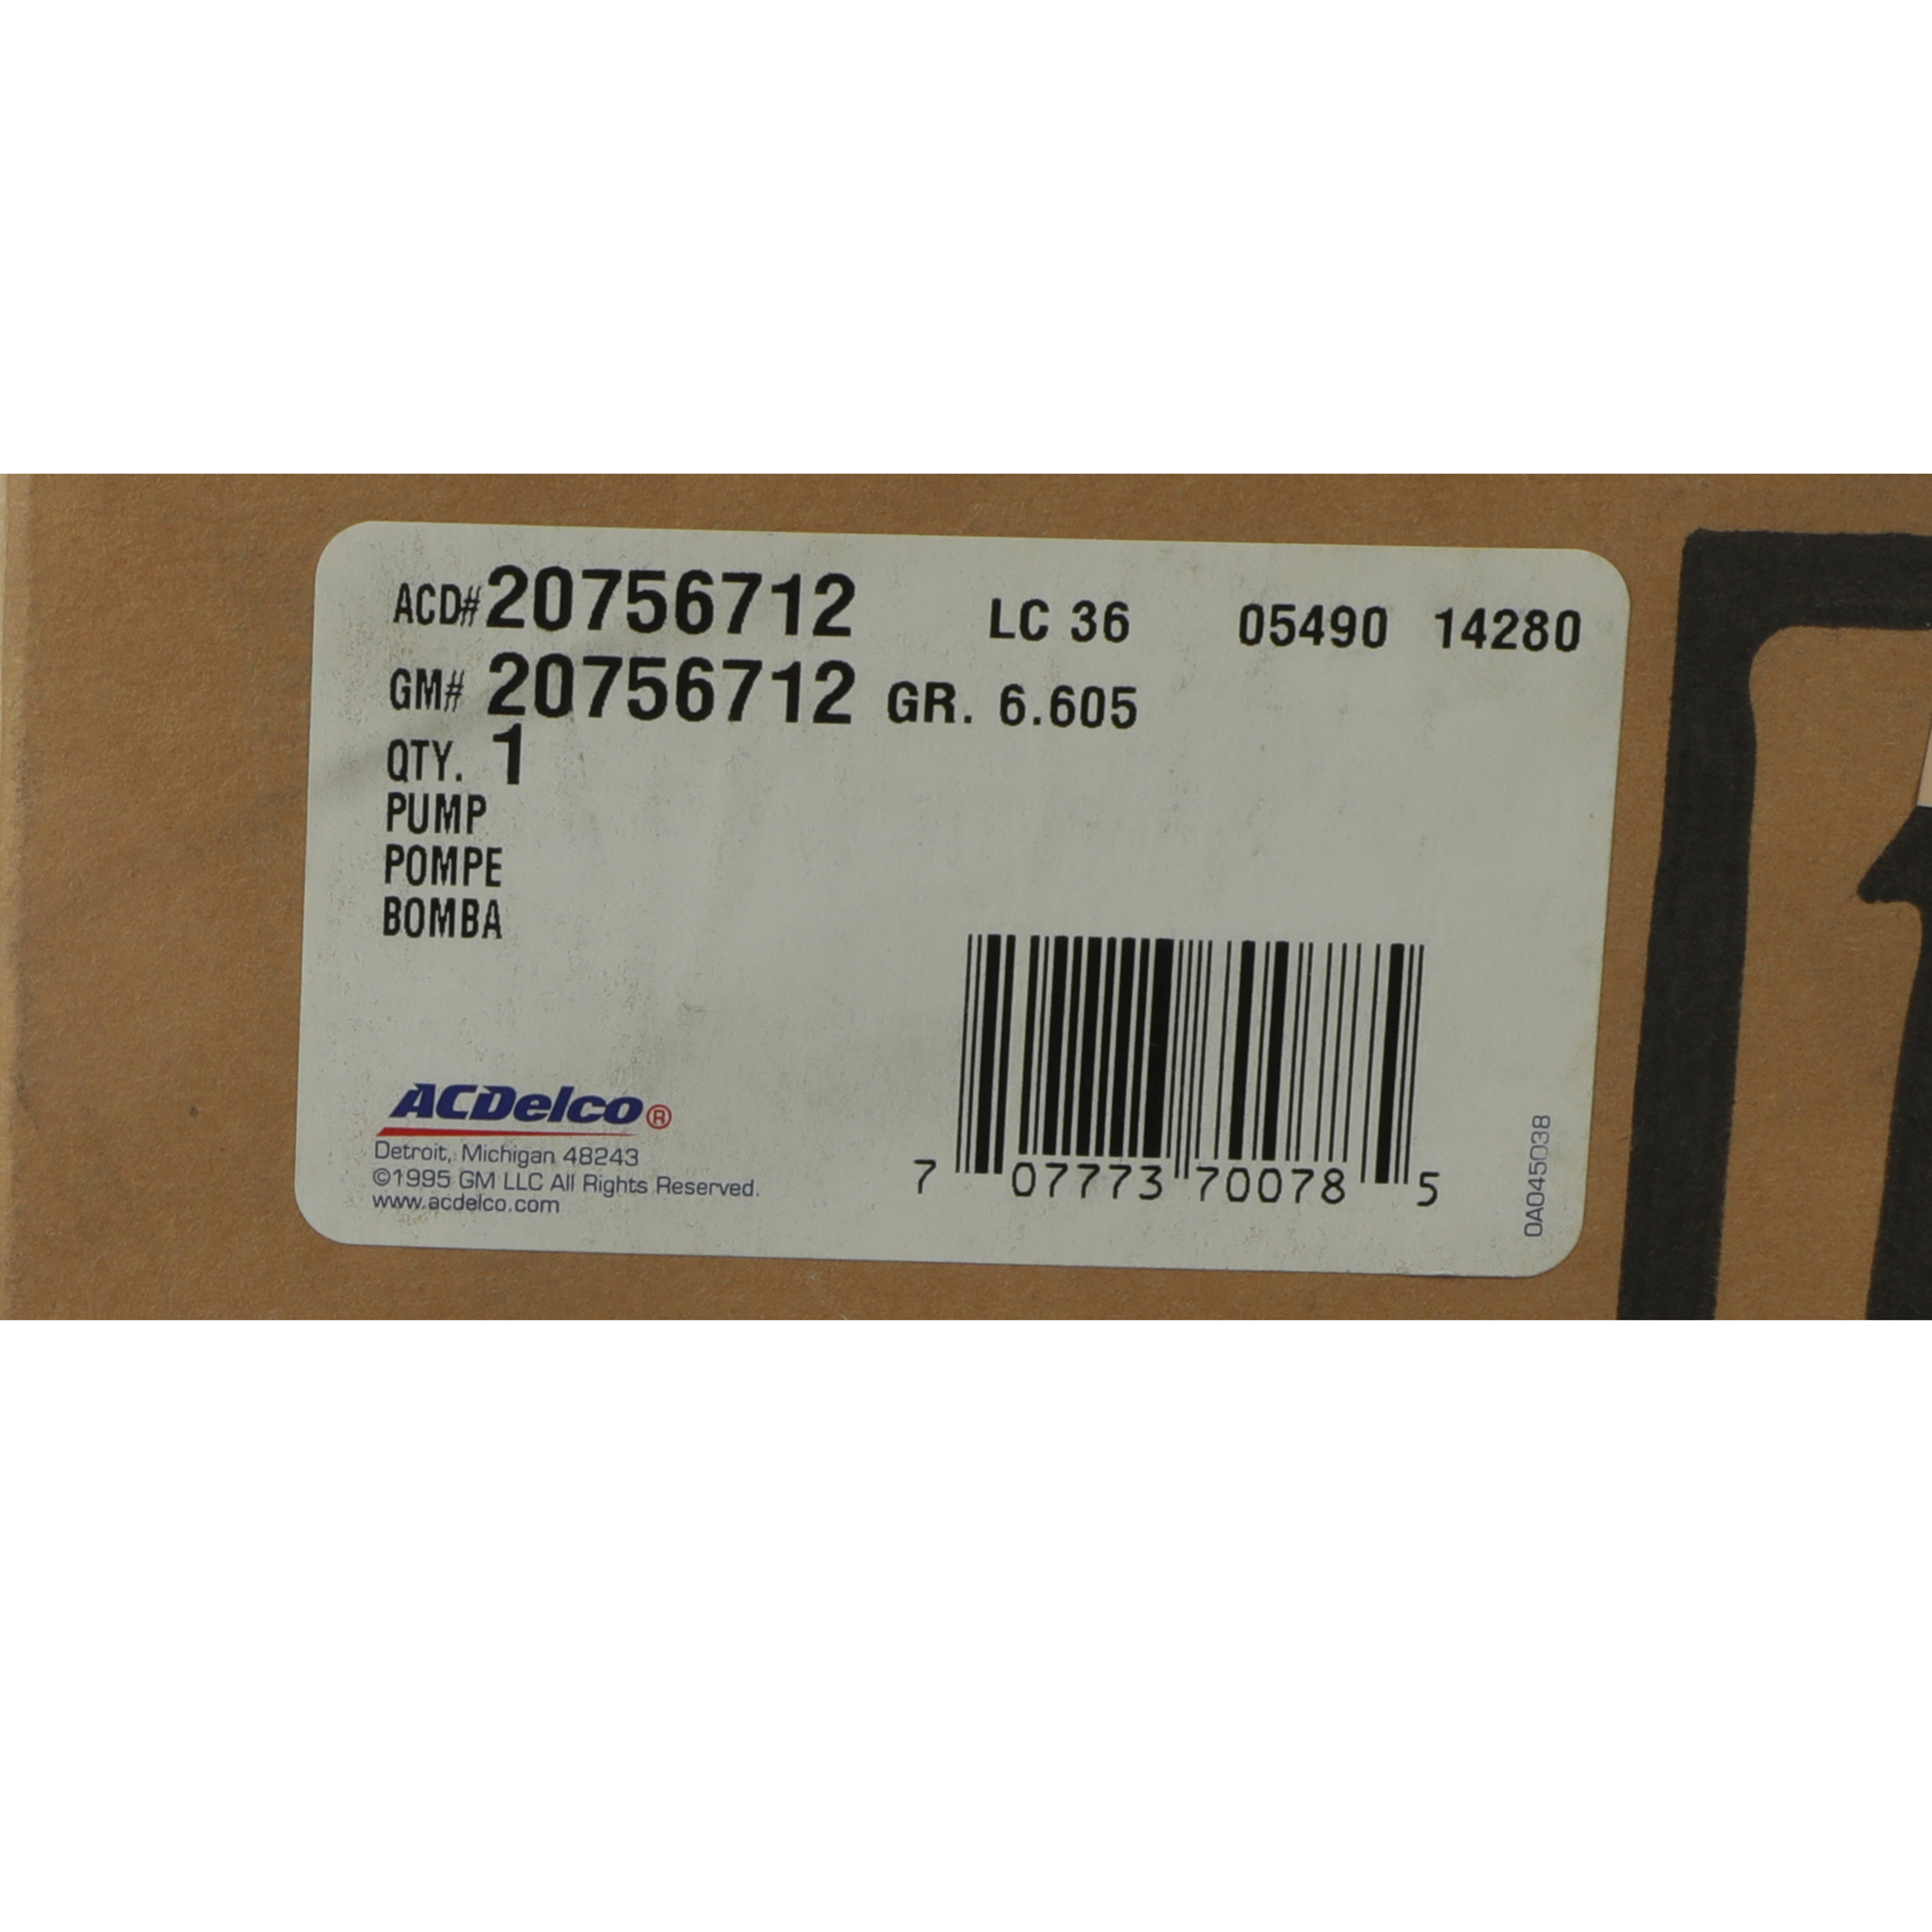 ACD# 20756712 LC 36 05490 14280
GM# 20756712 GR. 6.605
QTY. 1
PUMP
POMPE
BOMBA
7 07773 70078 5
ACDelco®
Detroit, Michigan 48243
©1995 GM LLC All Rights Reserved.
www.acdelco.com
0A045038